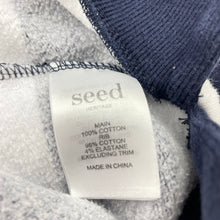 seed
HERITAGE
MAIN
100% COTTON
RIB
96% COTTON
4% ELASTANE
EXCLUDING TRIM
MADE IN CHINA